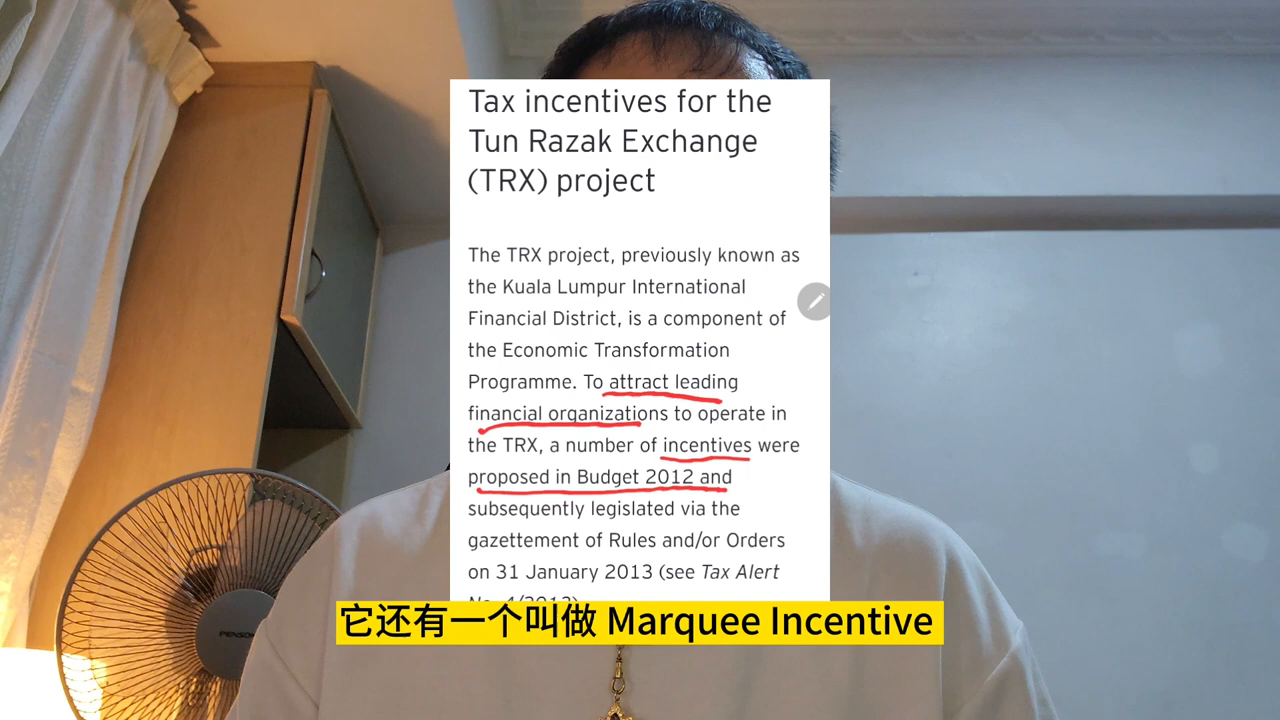 Tax incentives for the
Tun Razak Exchange
(TRX) project
The TRX project, previously known as
the Kuala Lumpur International
Financial District, is a component of
the Economic Transformation
Programme. To attract leading
financial organizations to operate in
the TRX, a number of incentives were
proposed in Budget 2012 and
subsequently legislated via the
gazettement of Rules and/or Orders
on 31 January 2013 (see Tax Alert
它还有一个叫做 Marquee Incentive